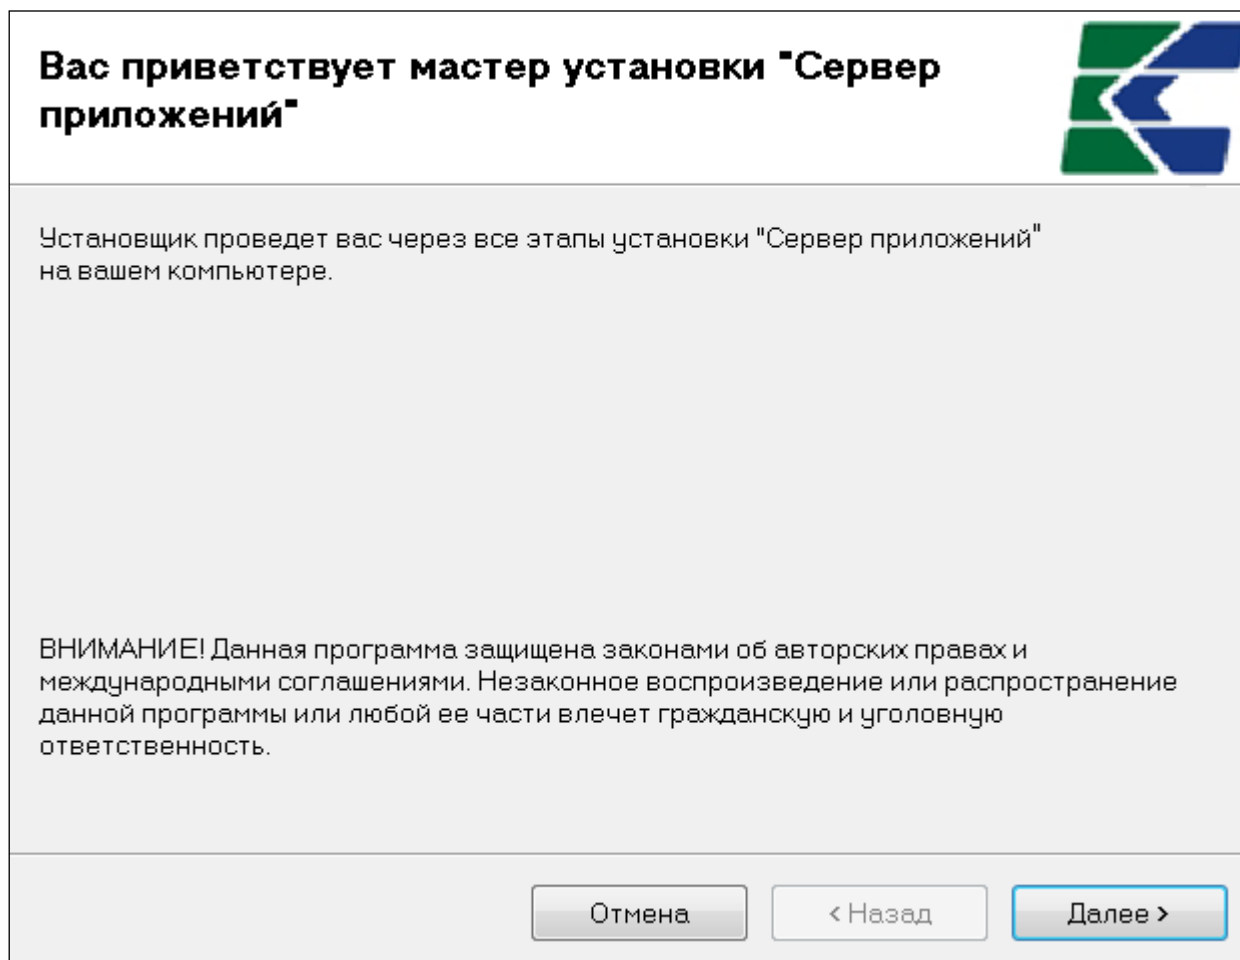 Вас приветствует мастер установки "Сервер
приложений"
Установщик проведет вас через все этапы установки "Сервер приложений"
на вашем компьютере.
ВНИМАНИЕ! Данная программа защищена законами об авторских правах и
международными соглашениями. Незаконное воспроизведение или распространение
данной программы или любой ее части влечет гражданскую и уголовную
ответственность.
Отмена
< Назад
Далее >